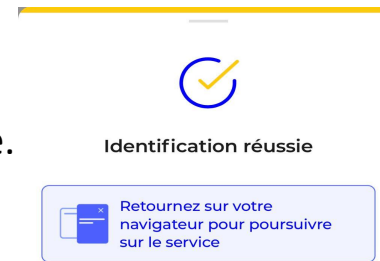 e.
Identification réussie
Retournez sur votre
navigateur pour poursuivre
sur le service